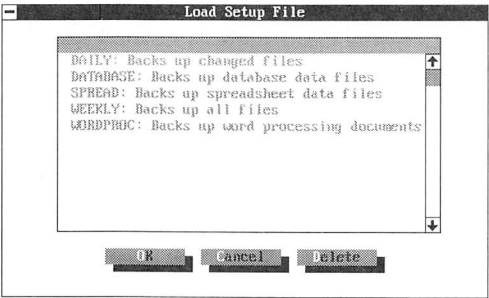 Load Setup File
DAILY: Backs up changed files
DATABASE: Backs up database data files
SPREAD: Backs up spreadsheet data files
WEEKLY: Backs up all files
WORDPROC: Backs up word processing documents
OK Cancel Delete